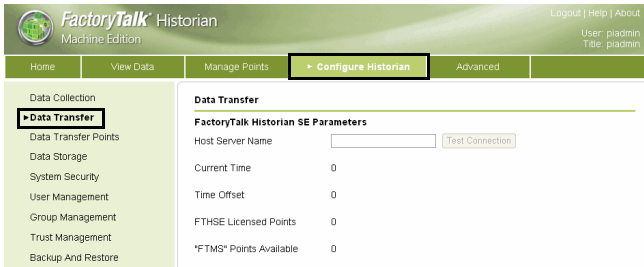 FactoryTalk® Historian
Machine Edition
Logout | Help | About
User: piadmin
Title: piadmin
Home View Data Manage Points ► Configure Historian Advanced
Data Collection
►Data Transfer
Data Transfer Points
Data Storage
System Security
User Management
Group Management
Trust Management
Backup And Restore
Data Transfer
FactoryTalk Historian SE Parameters
Host Server Name Test Connection
Current Time 0
Time Offset 0
FTHSE Licensed Points 0
"FTMS" Points Available 0